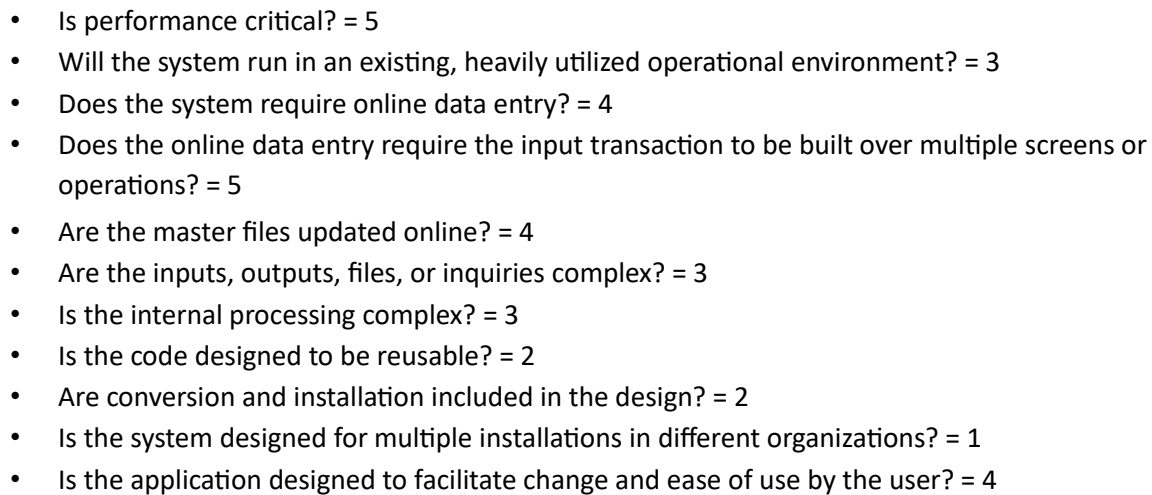 • Is performance critical? = 5
• Will the system run in an existing, heavily utilized operational environment? = 3
• Does the system require online data entry? = 4
• Does the online data entry require the input transaction to be built over multiple screens or
operations? = 5
• Are the master files updated online? = 4
• Are the inputs, outputs, files, or inquiries complex? = 3
• Is the internal processing complex? = 3
• Is the code designed to be reusable? = 2
• Are conversion and installation included in the design? = 2
• Is the system designed for multiple installations in different organizations? = 1
• Is the application designed to facilitate change and ease of use by the user? = 4